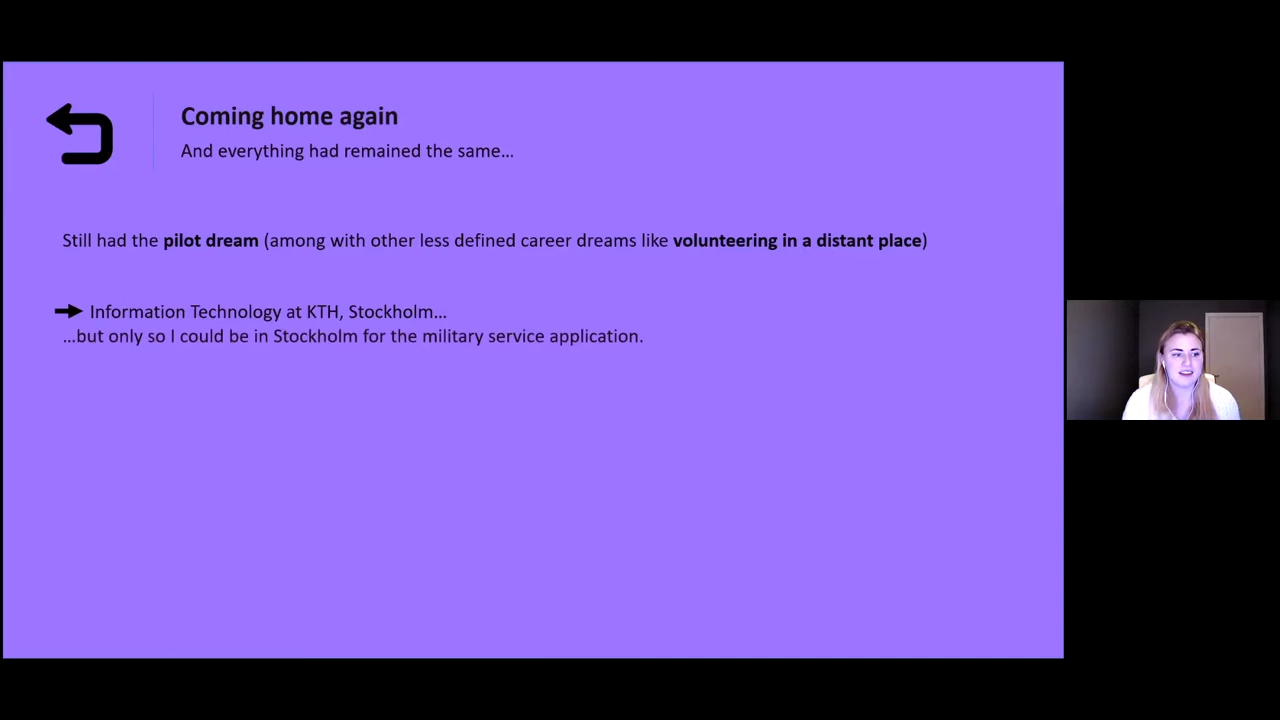 Coming home again
And everything had remained the same…
Still had the pilot dream (among with other less defined career dreams like volunteering in a distant place)
Information Technology at KTH, Stockholm…
…but only so I could be in Stockholm for the military service application.